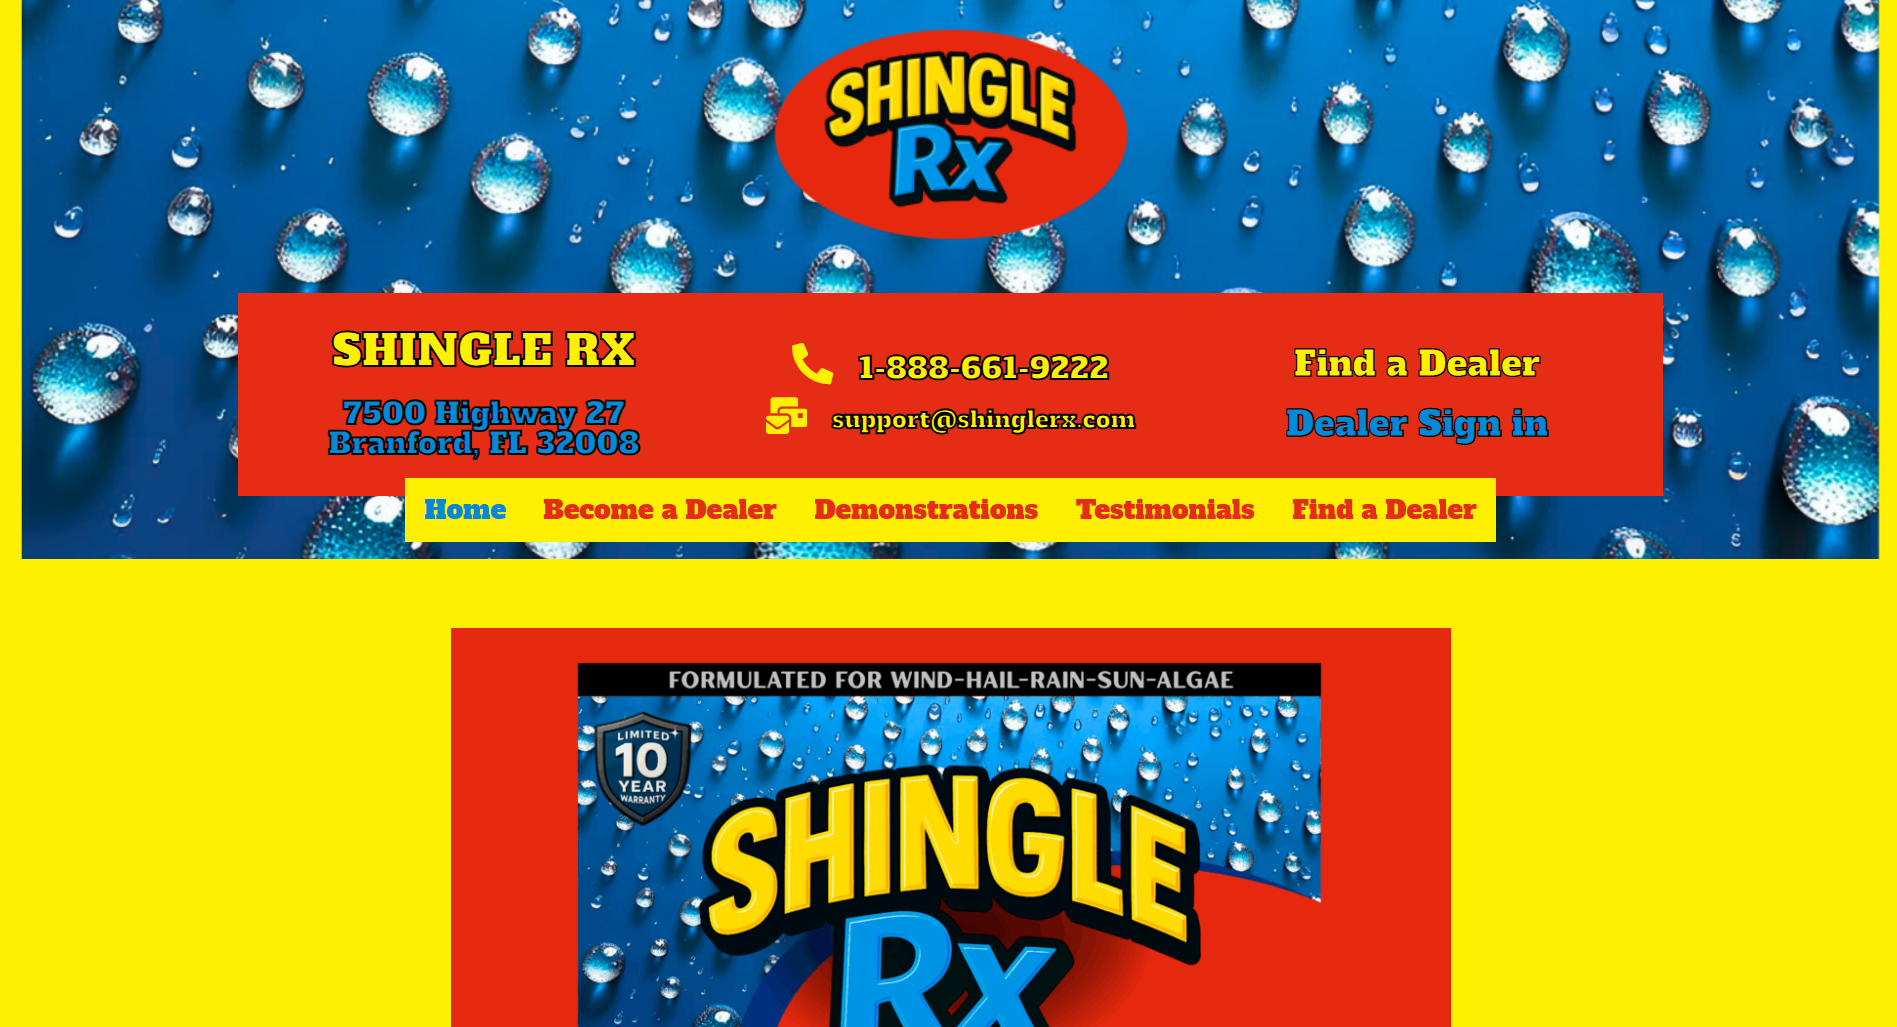 SHINGLE
Rx
SHINGLE RX
7500 Highway 27
Branford, FL 32008
1-888-661-9222
support@shinglerx.com
Find a Dealer
Dealer Sign in
Home Become a Dealer Demonstrations Testimonials Find a Dealer
FORMULATED FOR WIND-HAIL-RAIN-SUN-ALGAE
LIMITED
10
YEAR
WARRANTY
SHINGLE
Rx